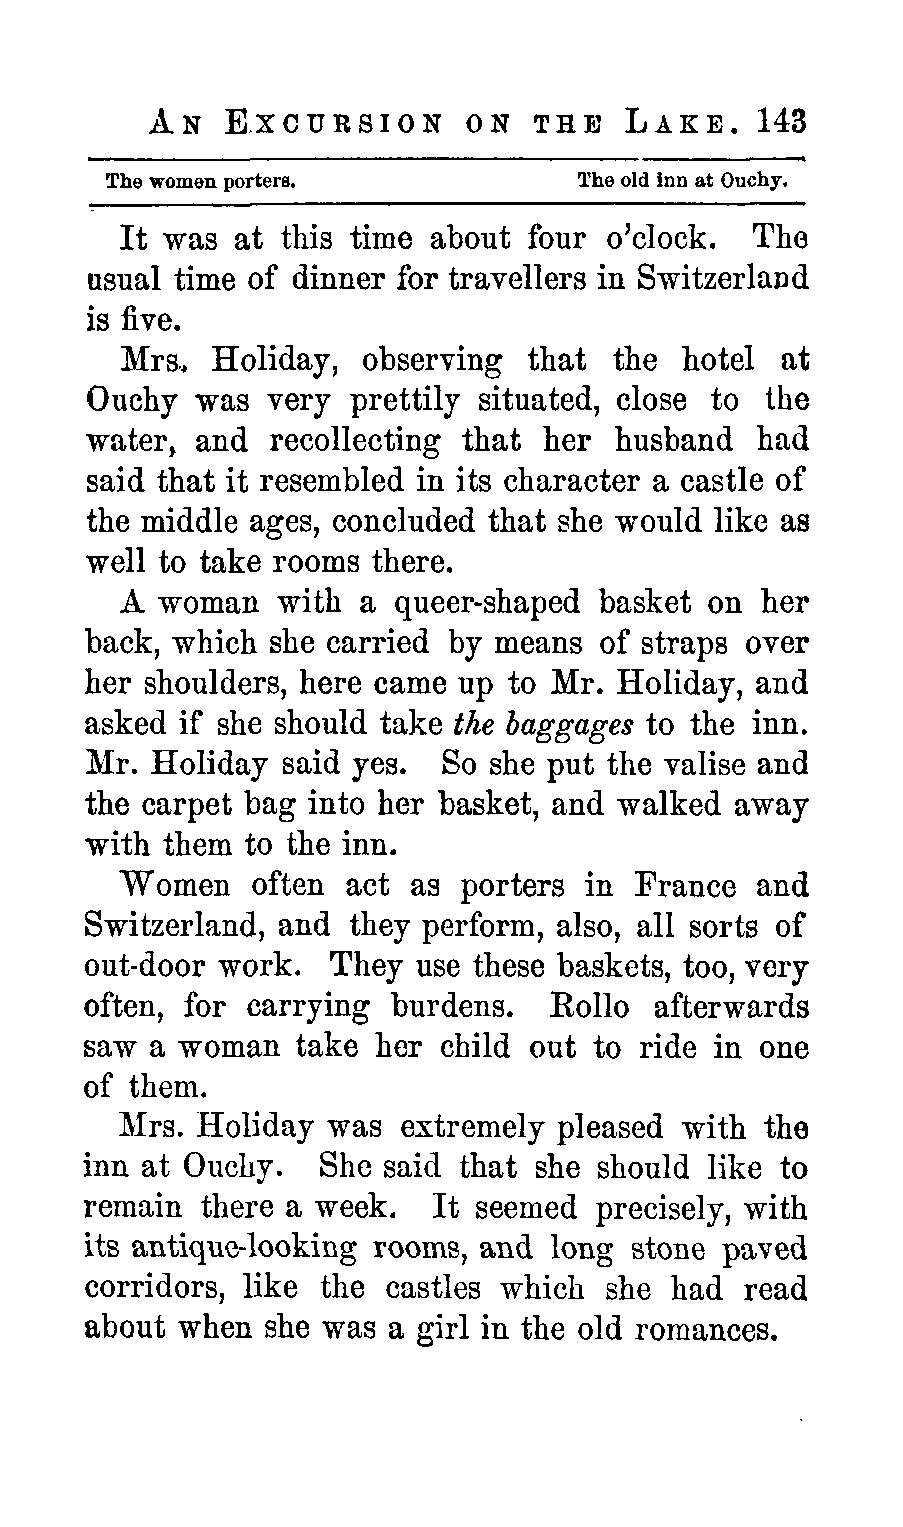 An Excursion on the Lake. 143
The women porters. The old inn at Ouchy.
It was at this time about four o'clock. The
usual time of dinner for travellers in Switzerland
is five.
Mrs. Holiday, observing that the hotel at
Ouchy was very prettily situated, close to the
water, and recollecting that her husband had
said that it resembled in its character a castle of
the middle ages, concluded that she would like as
well to take rooms there.
A woman with a queer-shaped basket on her
back, which she carried by means of straps over
her shoulders, here came up to Mr. Holiday, and
asked if she should take the baggages to the inn.
Mr. Holiday said yes. So she put the valise and
the carpet bag into her basket, and walked away
with them to the inn.
Women often act as porters in France and
Switzerland, and they perform, also, all sorts of
out-door work. They use these baskets, too, very
often, for carrying burdens. Rollo afterwards
saw a woman take her child out to ride in one
of them.
Mrs. Holiday was extremely pleased with the
inn at Ouchy. She said that she should like to
remain there a week. It seemed precisely, with
its antique-looking rooms, and long stone paved
corridors, like the castles which she had read
about when she was a girl in the old romances.